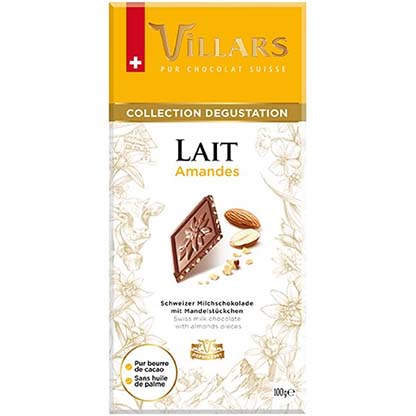 VILLARS
PUR CHOCOLAT SUISSE
COLLECTION DEGUSTATION
LAIT
Amandes
Schweizer Milchschokolade
mit Mandelstückchen
Swiss milk chocolate
with almonds pieces
Pur beurre
de cacao
Sans huile
de palme
100g℮